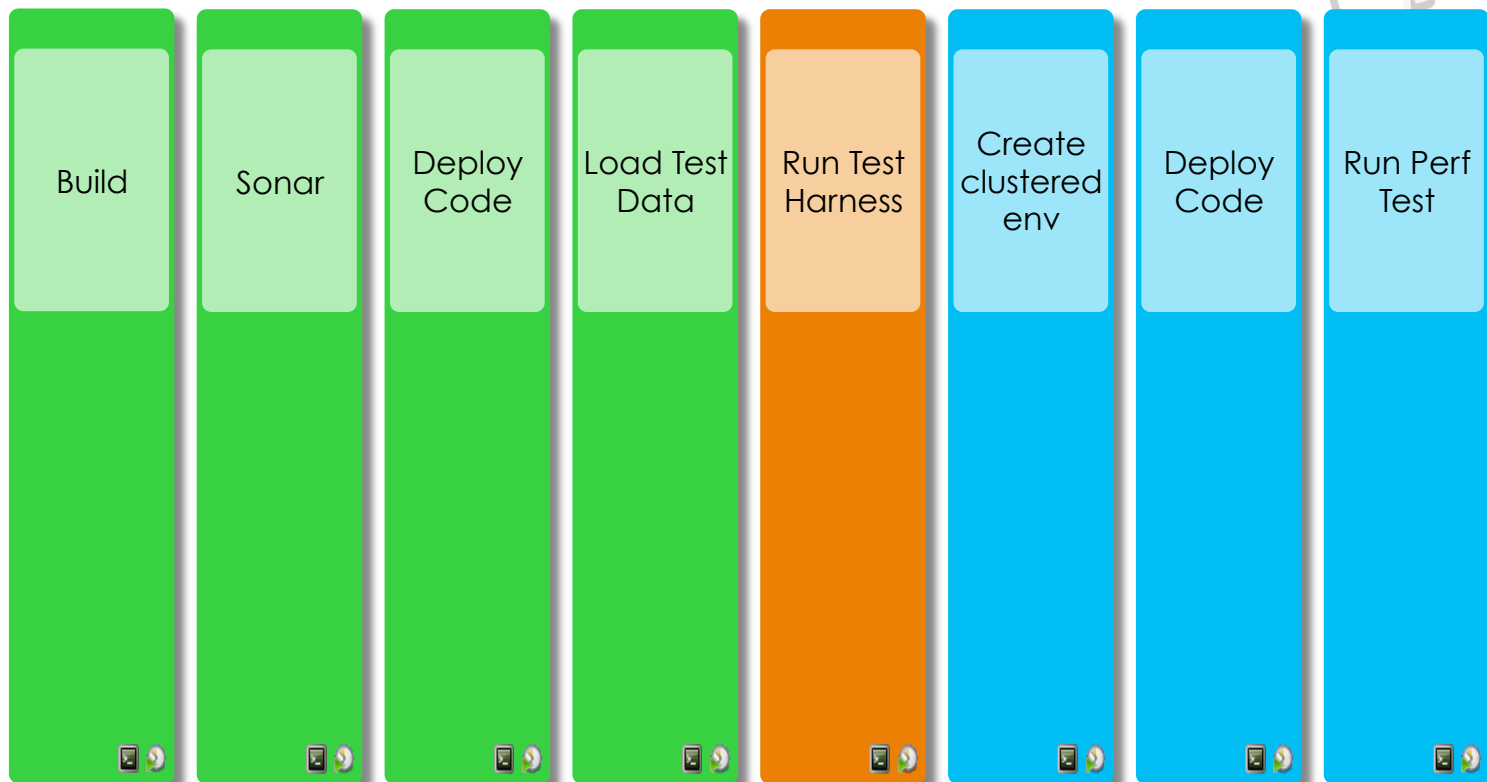 Build
Sonar
Deploy
Code
Load Test
Data
Run Test
Harness
Create
clustered
env
Deploy
Code
Run Perf
Test